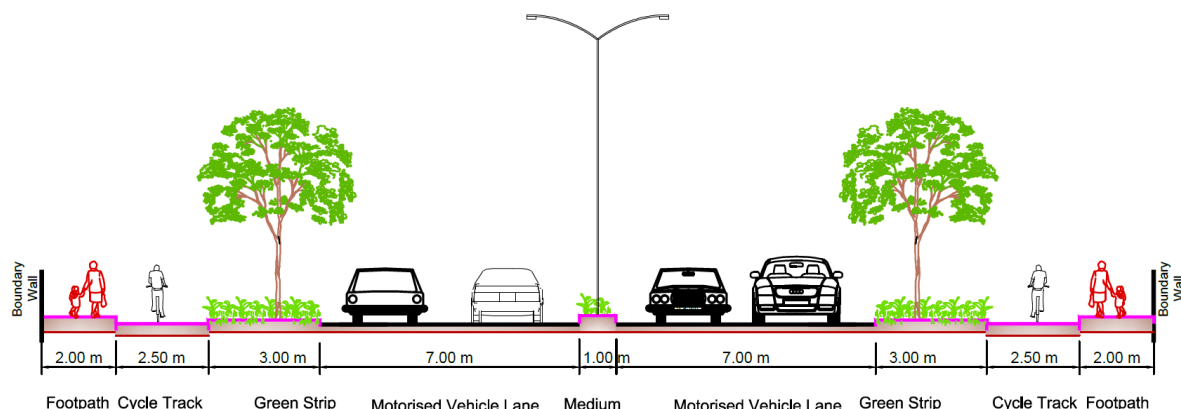 Boundary
Wall
Boundary
Wall
2.00 m 2.50 m 3.00 m 7.00 m 1.00 m 7.00 m 3.00 m 2.50 m 2.00 m
Footpath Cycle Track Green Strip Motorised Vehicle Lane Medium Motorised Vehicle Lane Green Strip Cycle Track Footpath